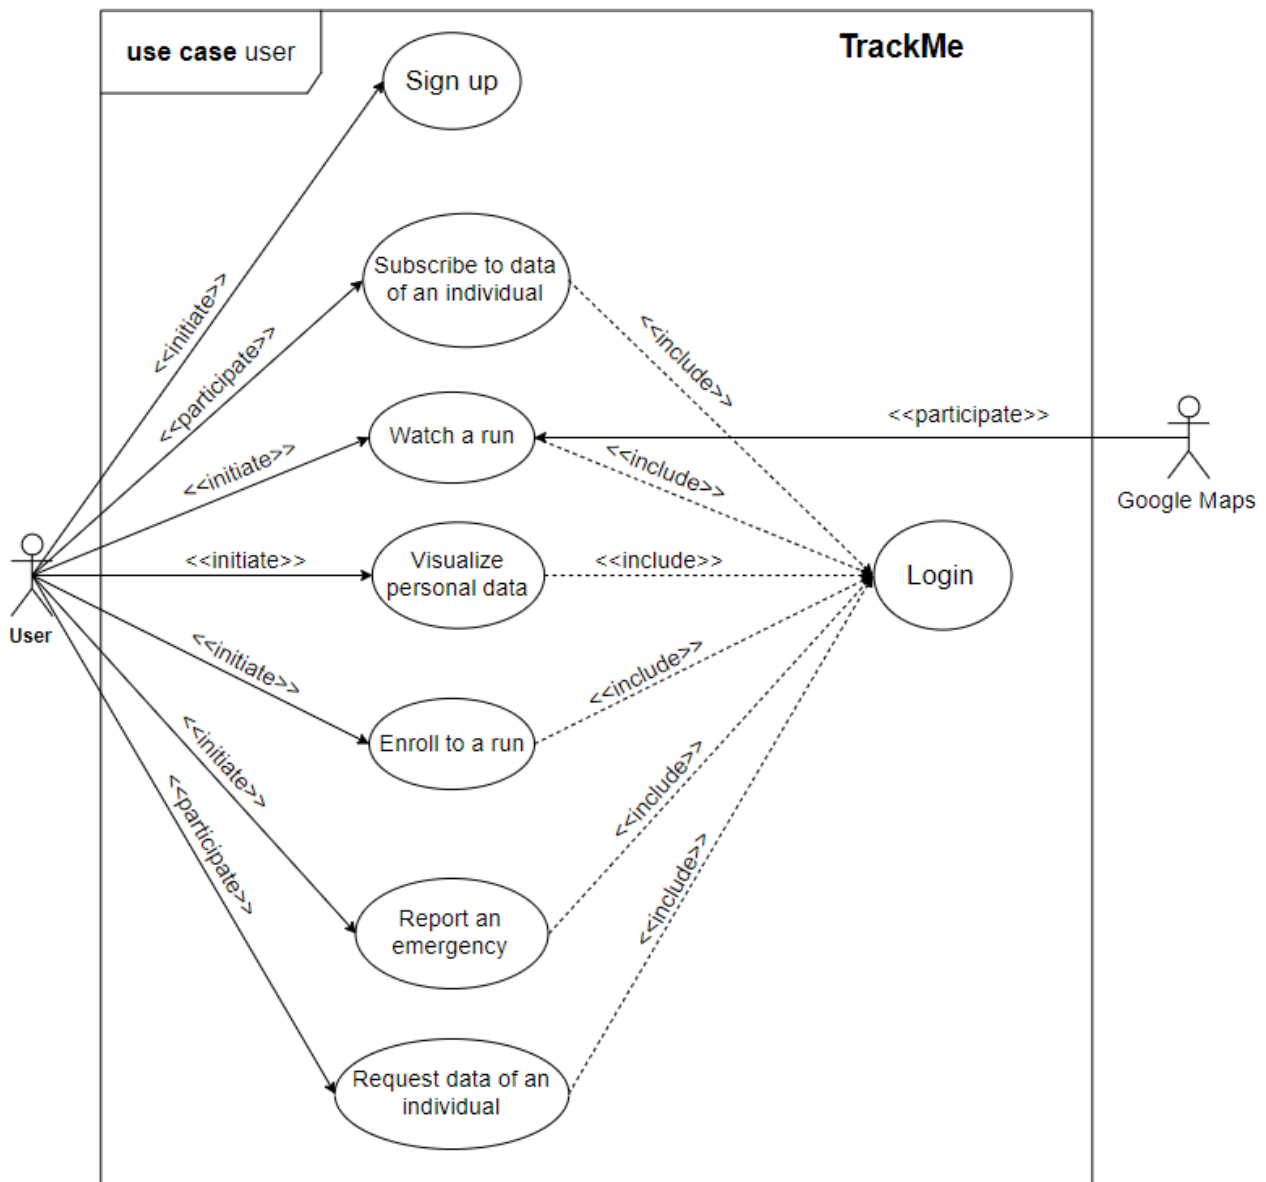 use case user
TrackMe
Sign up
<<initiate>>
Subscribe to data
of an individual
<<participate>>
<<include>>
Watch a run
<<initiate>>
<<include>>
<<participate>>
Google Maps
Visualize
personal data
<<initiate>>
<<include>>
Login
User
Enroll to a run
<<initiate>>
<<include>>
Report an
emergency
<<initiate>>
<<include>>
Request data of an
individual
<<participate>>
<<include>>